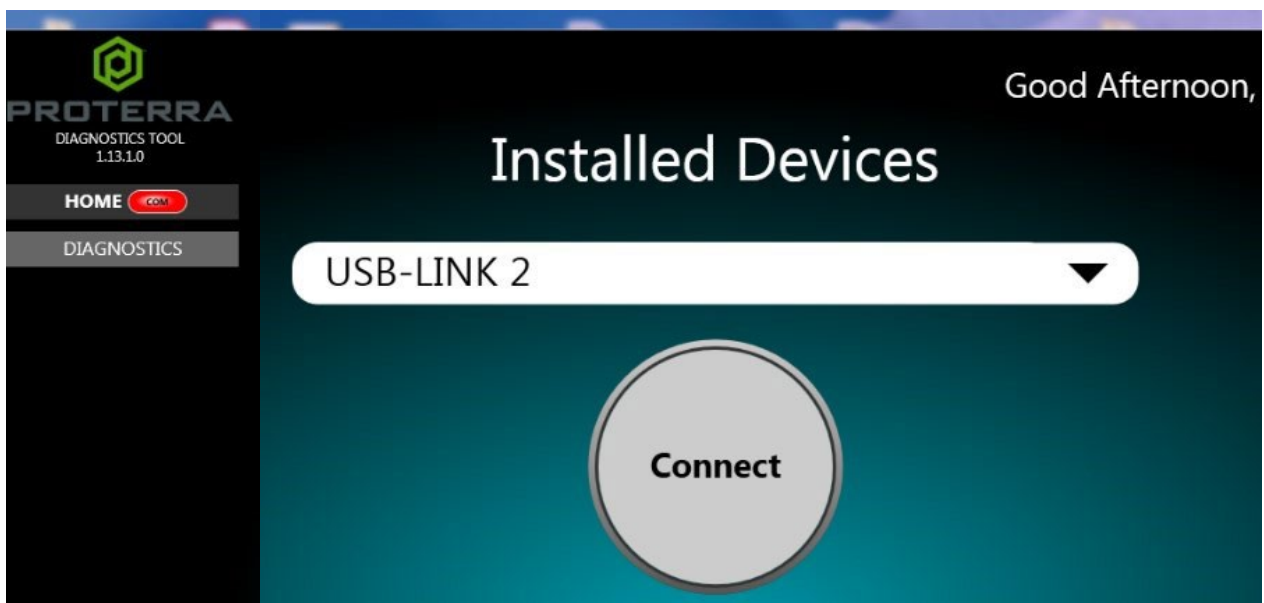 PROTERRA
DIAGNOSTICS TOOL
1.13.1.0
HOME COM
DIAGNOSTICS
Good Afternoon,
Installed Devices
USB-LINK 2
Connect